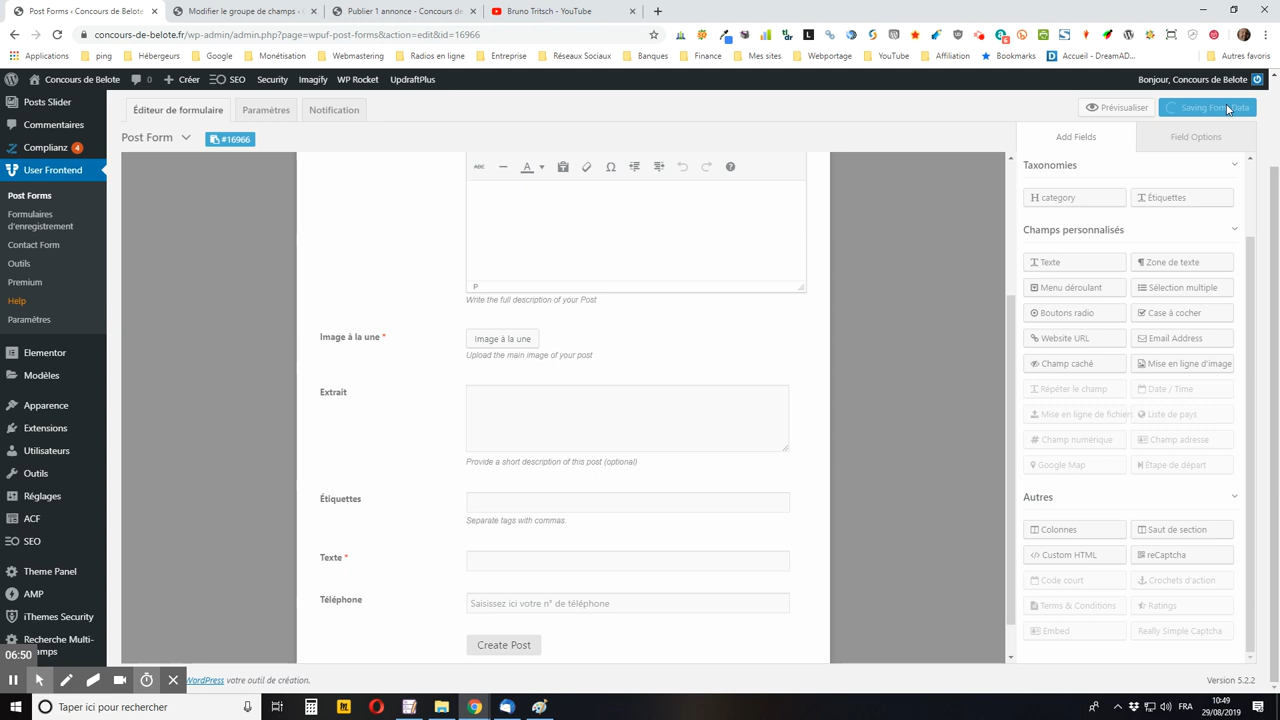 Post Forms ‹ Concours de Belote
Modifier le groupe de champs ‹ C
Publier 1 annonce - Concours de
Bruno Tritsch - YouTube
concours-de-belote.fr/wp-admin/admin.php?page=wpuf-post-forms&action=edit&id=16966
Applications
ping
Hébergeurs
Monétisation
Webmastering
Radios en ligne
Entreprise
Réseaux Sociaux
Banques
Finance
Mes sites
Webportage
YouTube
Affiliation
Bookmarks
Accueil - DreamAD...
Autres favoris
Concours de Belote
0
Créer
SEO
Security
Imagify
WP Rocket
UpdraftPlus
Bonjour, Concours de Belote
Posts Slider
Commentaires
Complianz 4
User Frontend
Post Forms
Formulaires
d'enregistrement
Contact Form
Outils
Premium
Help
Paramètres
Elementor
Modèles
Apparence
Extensions
Utilisateurs
Outils
Réglages
ACF
SEO
Theme Panel
AMP
iThemes Security
Recherche Multi-
amps
06:50
Éditeur de formulaire
Paramètres
Notification
Prévisualiser
Saving Form Data
Post Form
#16966
ABC
A
P
Write the full description of your Post
Image à la une *
Image à la une
Upload the main image of your post
Extrait
Provide a short description of this post (optional)
Étiquettes
Separate tags with commas.
Texte *
Téléphone
Saisissez ici votre n° de téléphone
Create Post
WordPress votre outil de création.
Version 5.2.2
Add Fields
Field Options
Taxonomies
category
Étiquettes
Champs personnalisés
Texte
Zone de texte
Menu déroulant
Sélection multiple
Boutons radio
Case à cocher
Website URL
Email Address
Champ caché
Mise en ligne d'image
Répéter le champ
Date / Time
Mise en ligne de fichier
Liste de pays
Champ numérique
Champ adresse
Google Map
Étape de départ
Autres
Colonnes
Saut de section
Custom HTML
reCaptcha
Code court
Crochets d'action
Terms & Conditions
Ratings
Embed
Really Simple Captcha
Taper ici pour rechercher
FRA
10:49
29/08/2019